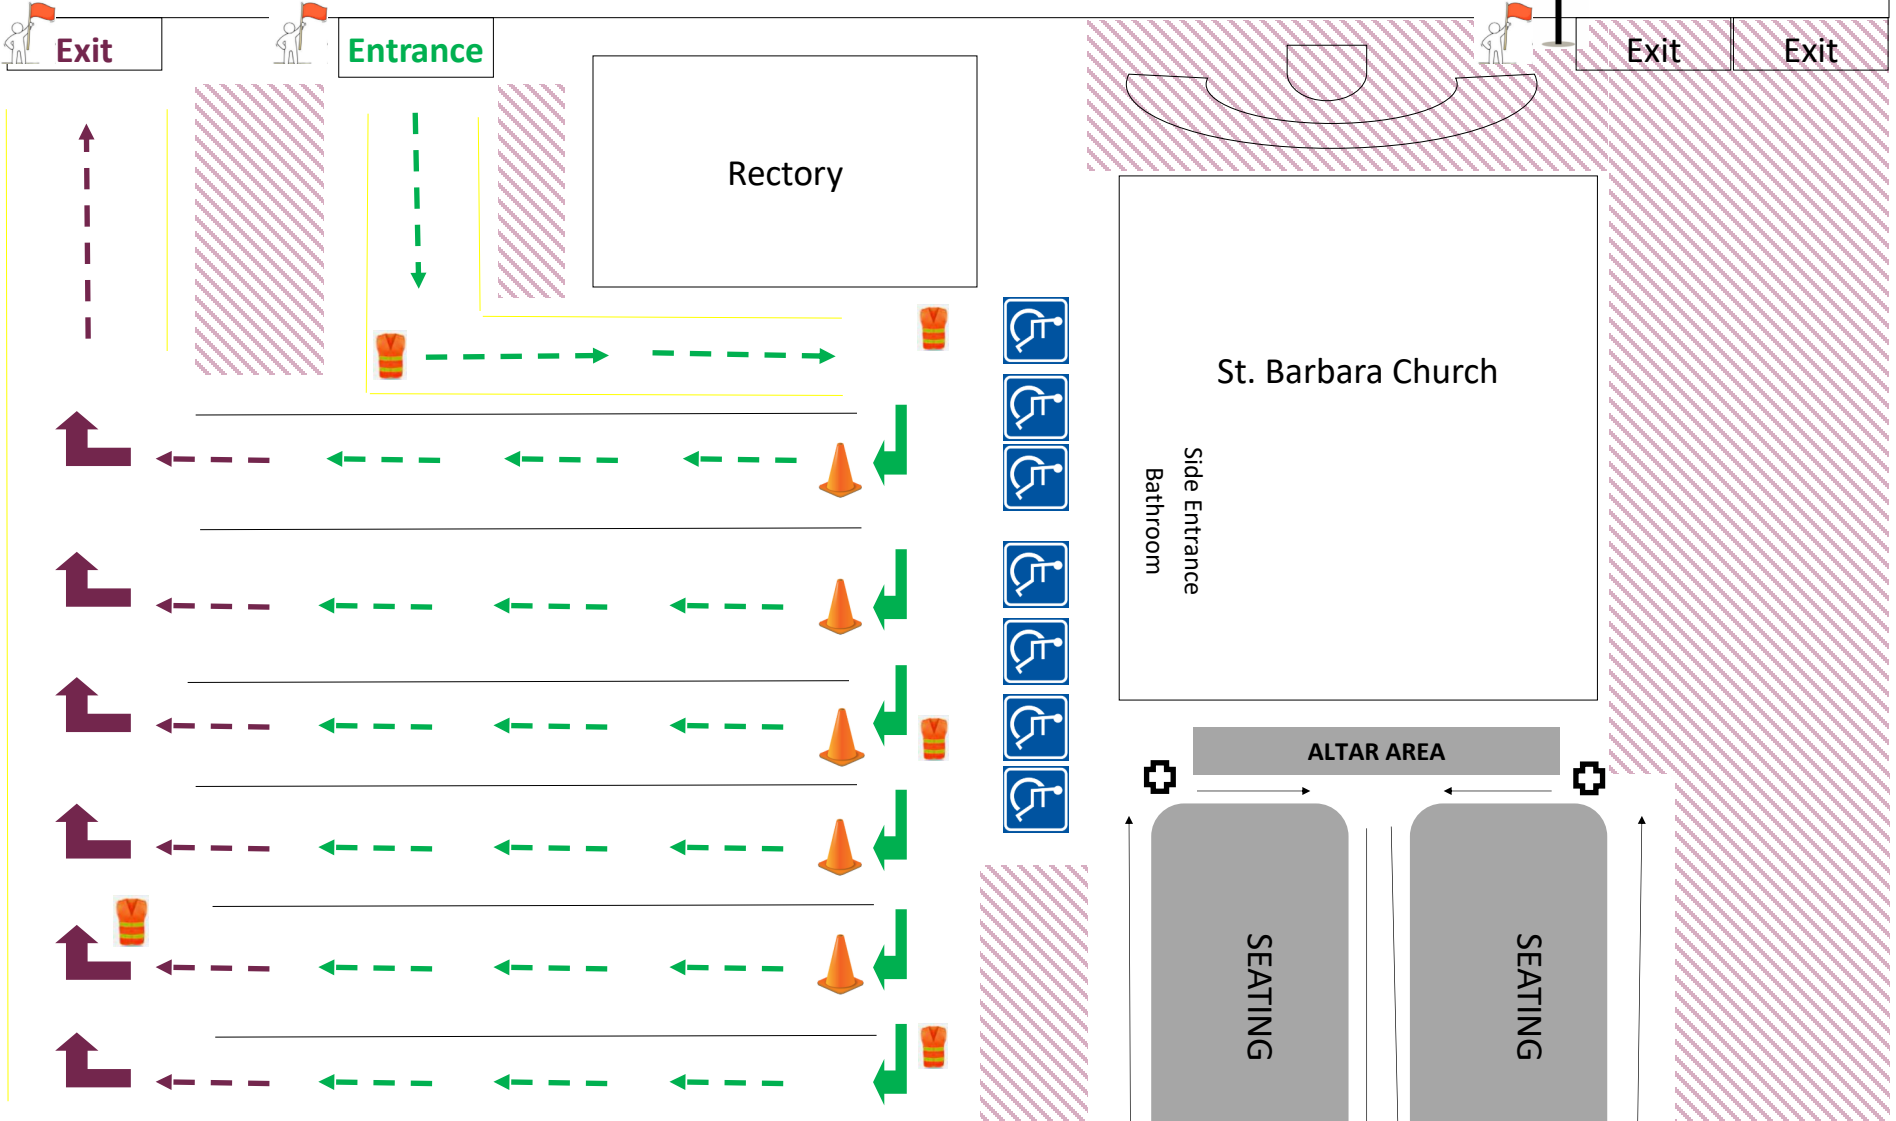 Exit
Entrance
Exit
Exit
Rectory
St. Barbara Church
Side Entrance
Bathroom
ALTAR AREA
SEATING
SEATING